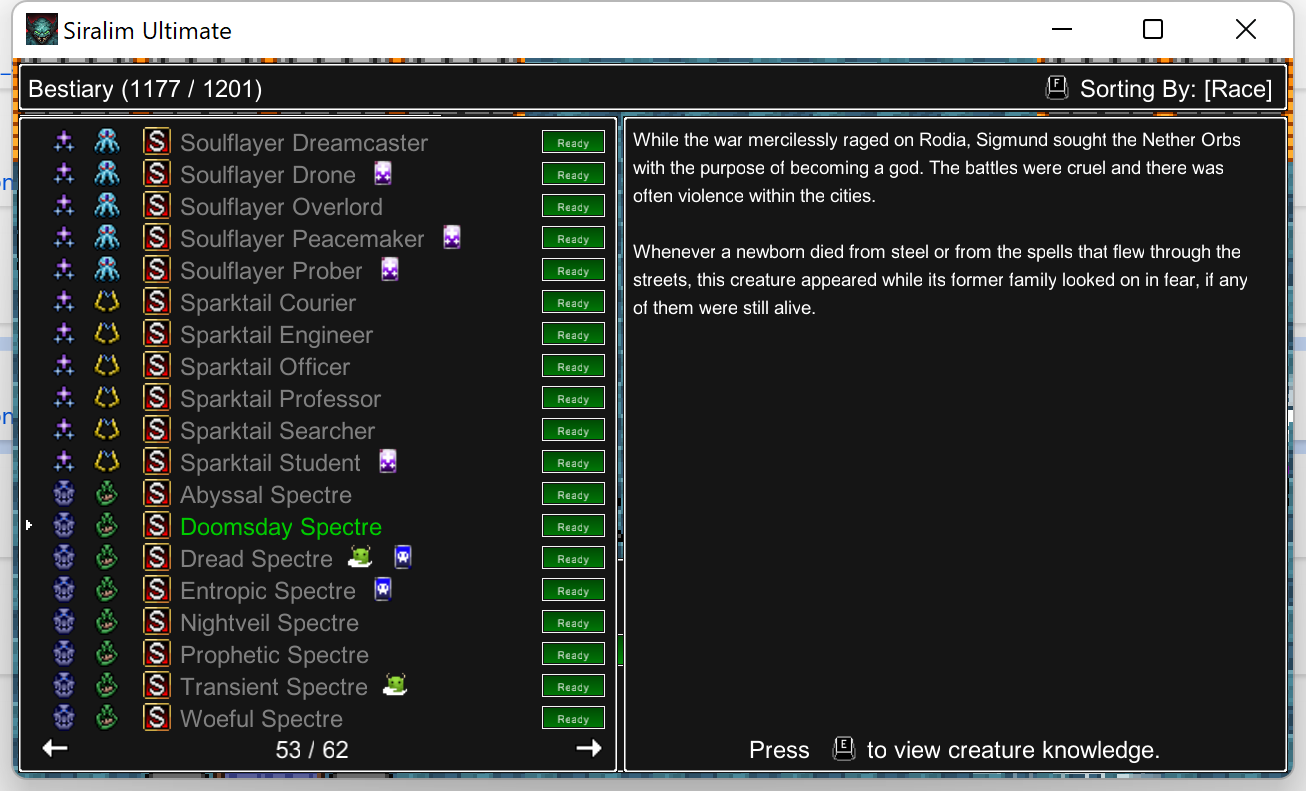 Siralim Ultimate
Bestiary (1177 / 1201)
F Sorting By: [Race]
S Soulflayer Dreamcaster Ready
S Soulflayer Drone Ready
S Soulflayer Overlord Ready
S Soulflayer Peacemaker Ready
S Soulflayer Prober Ready
S Sparktail Courier Ready
S Sparktail Engineer Ready
S Sparktail Officer Ready
S Sparktail Professor Ready
S Sparktail Searcher Ready
S Sparktail Student Ready
S Abyssal Spectre Ready
S Doomsday Spectre Ready
S Dread Spectre Ready
S Entropic Spectre Ready
S Nightveil Spectre Ready
S Prophetic Spectre Ready
S Transient Spectre Ready
S Woeful Spectre Ready
53 / 62
While the war mercilessly raged on Rodia, Sigmund sought the Nether Orbs
with the purpose of becoming a god. The battles were cruel and there was
often violence within the cities.
Whenever a newborn died from steel or from the spells that flew through the
streets, this creature appeared while its former family looked on in fear, if any
of them were still alive.
Press E to view creature knowledge.